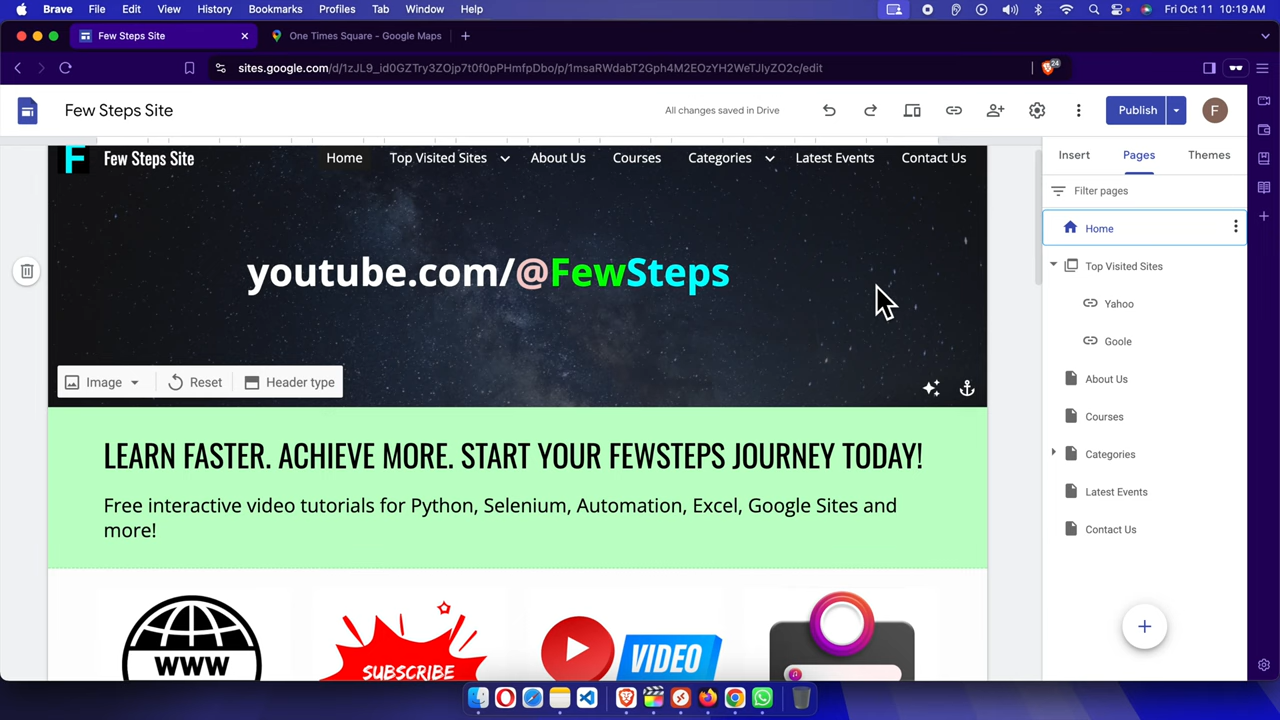 Brave File Edit View History Bookmarks Profiles Tab Window Help Fri Oct 11 10:19 AM
Few Steps Site One Times Square - Google Maps
sites.google.com/d/1zJL9_id0GZTry3ZOjp7t0f0pPHmfpDbo/p/1msaRWdabT2Gph4M2EOzYH2WeTJIyZO2c/edit 24
Few Steps Site All changes saved in Drive Publish F
F Few Steps Site Home Top Visited Sites About Us Courses Categories Latest Events Contact Us
Insert Pages Themes
Filter pages
Home
Top Visited Sites
Yahoo
Goole
About Us
Courses
Categories
Latest Events
Contact Us
youtube.com/@FewSteps
Image Reset Header type
LEARN FASTER. ACHIEVE MORE. START YOUR FEWSTEPS JOURNEY TODAY!
Free interactive video tutorials for Python, Selenium, Automation, Excel, Google Sites and
more!
WWW
SUBSCRIBE
VIDEO